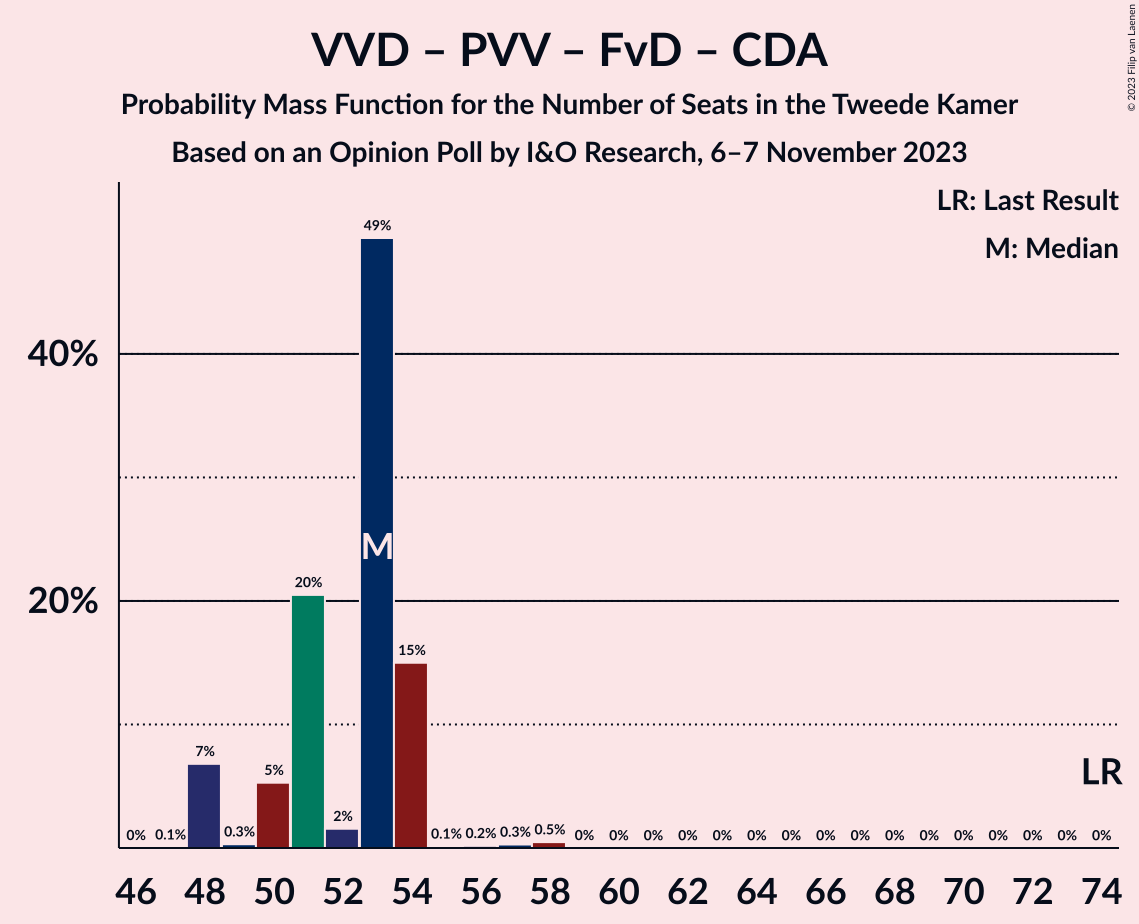 VVD – PVV – FvD – CDA
Probability Mass Function for the Number of Seats in the Tweede Kamer
Based on an Opinion Poll by I&O Research, 6–7 November 2023
© 2023 Filip van Laenen
LR: Last Result
M: Median
49%
40%
M
20%
20%
15%
7%
5%
LR
2%
0% 0.1% 0.3% 0.1% 0.2% 0.3% 0.5% 0% 0% 0% 0% 0% 0% 0% 0% 0% 0% 0% 0% 0% 0% 0% 0%
46 48 50 52 54 56 58 60 62 64 66 68 70 72 74